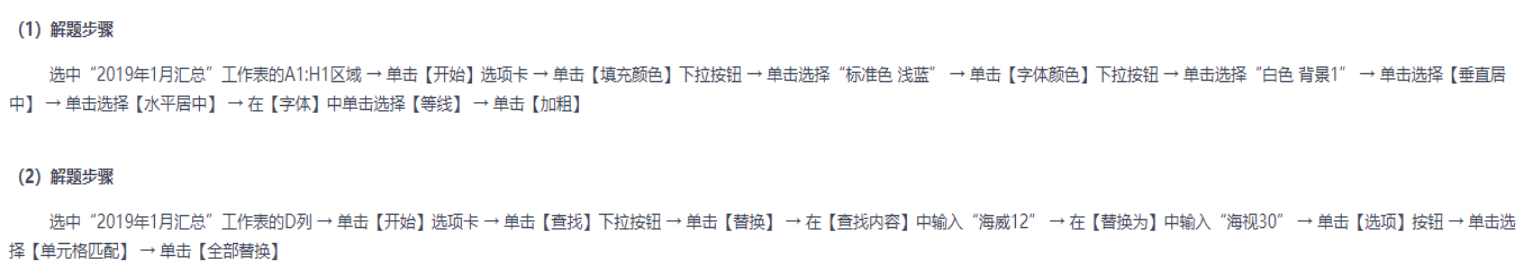 （1）解题步骤
选中“2019年1月汇总”工作表的A1:H1区域 → 单击【开始】选项卡 → 单击【填充颜色】下拉按钮 → 单击选择“标准色 浅蓝” → 单击【字体颜色】下拉按钮 → 单击选择“白色 背景1” → 单击选择【垂直居
中】 → 单击选择【水平居中】 → 在【字体】中单击选择【等线】 → 单击【加粗】
（2）解题步骤
选中“2019年1月汇总”工作表的D列 → 单击【开始】选项卡 → 单击【查找】下拉按钮 → 单击【替换】 → 在【查找内容】中输入“海威12” → 在【替换为】中输入“海视30” → 单击【选项】按钮 → 单击选
择【单元格匹配】 → 单击【全部替换】